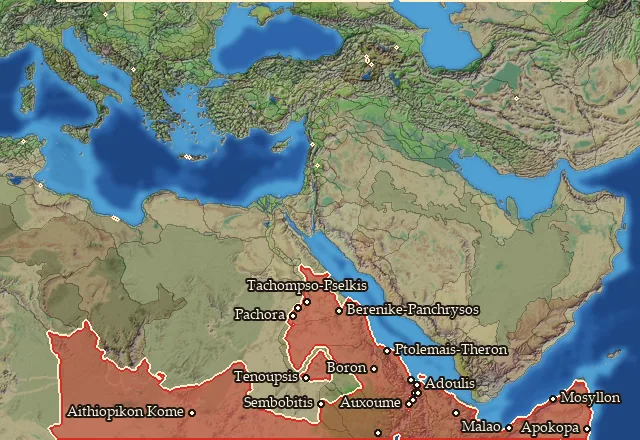 Tachompso-Pselkis
Pachora
Berenike-Panchrysos
Ptolemais-Theron
Tenoupsis
Boron
Adoulis
Sembobitis
Auxoume
Aithiopikon Kome
Mosyllon
Malao
Apokopa